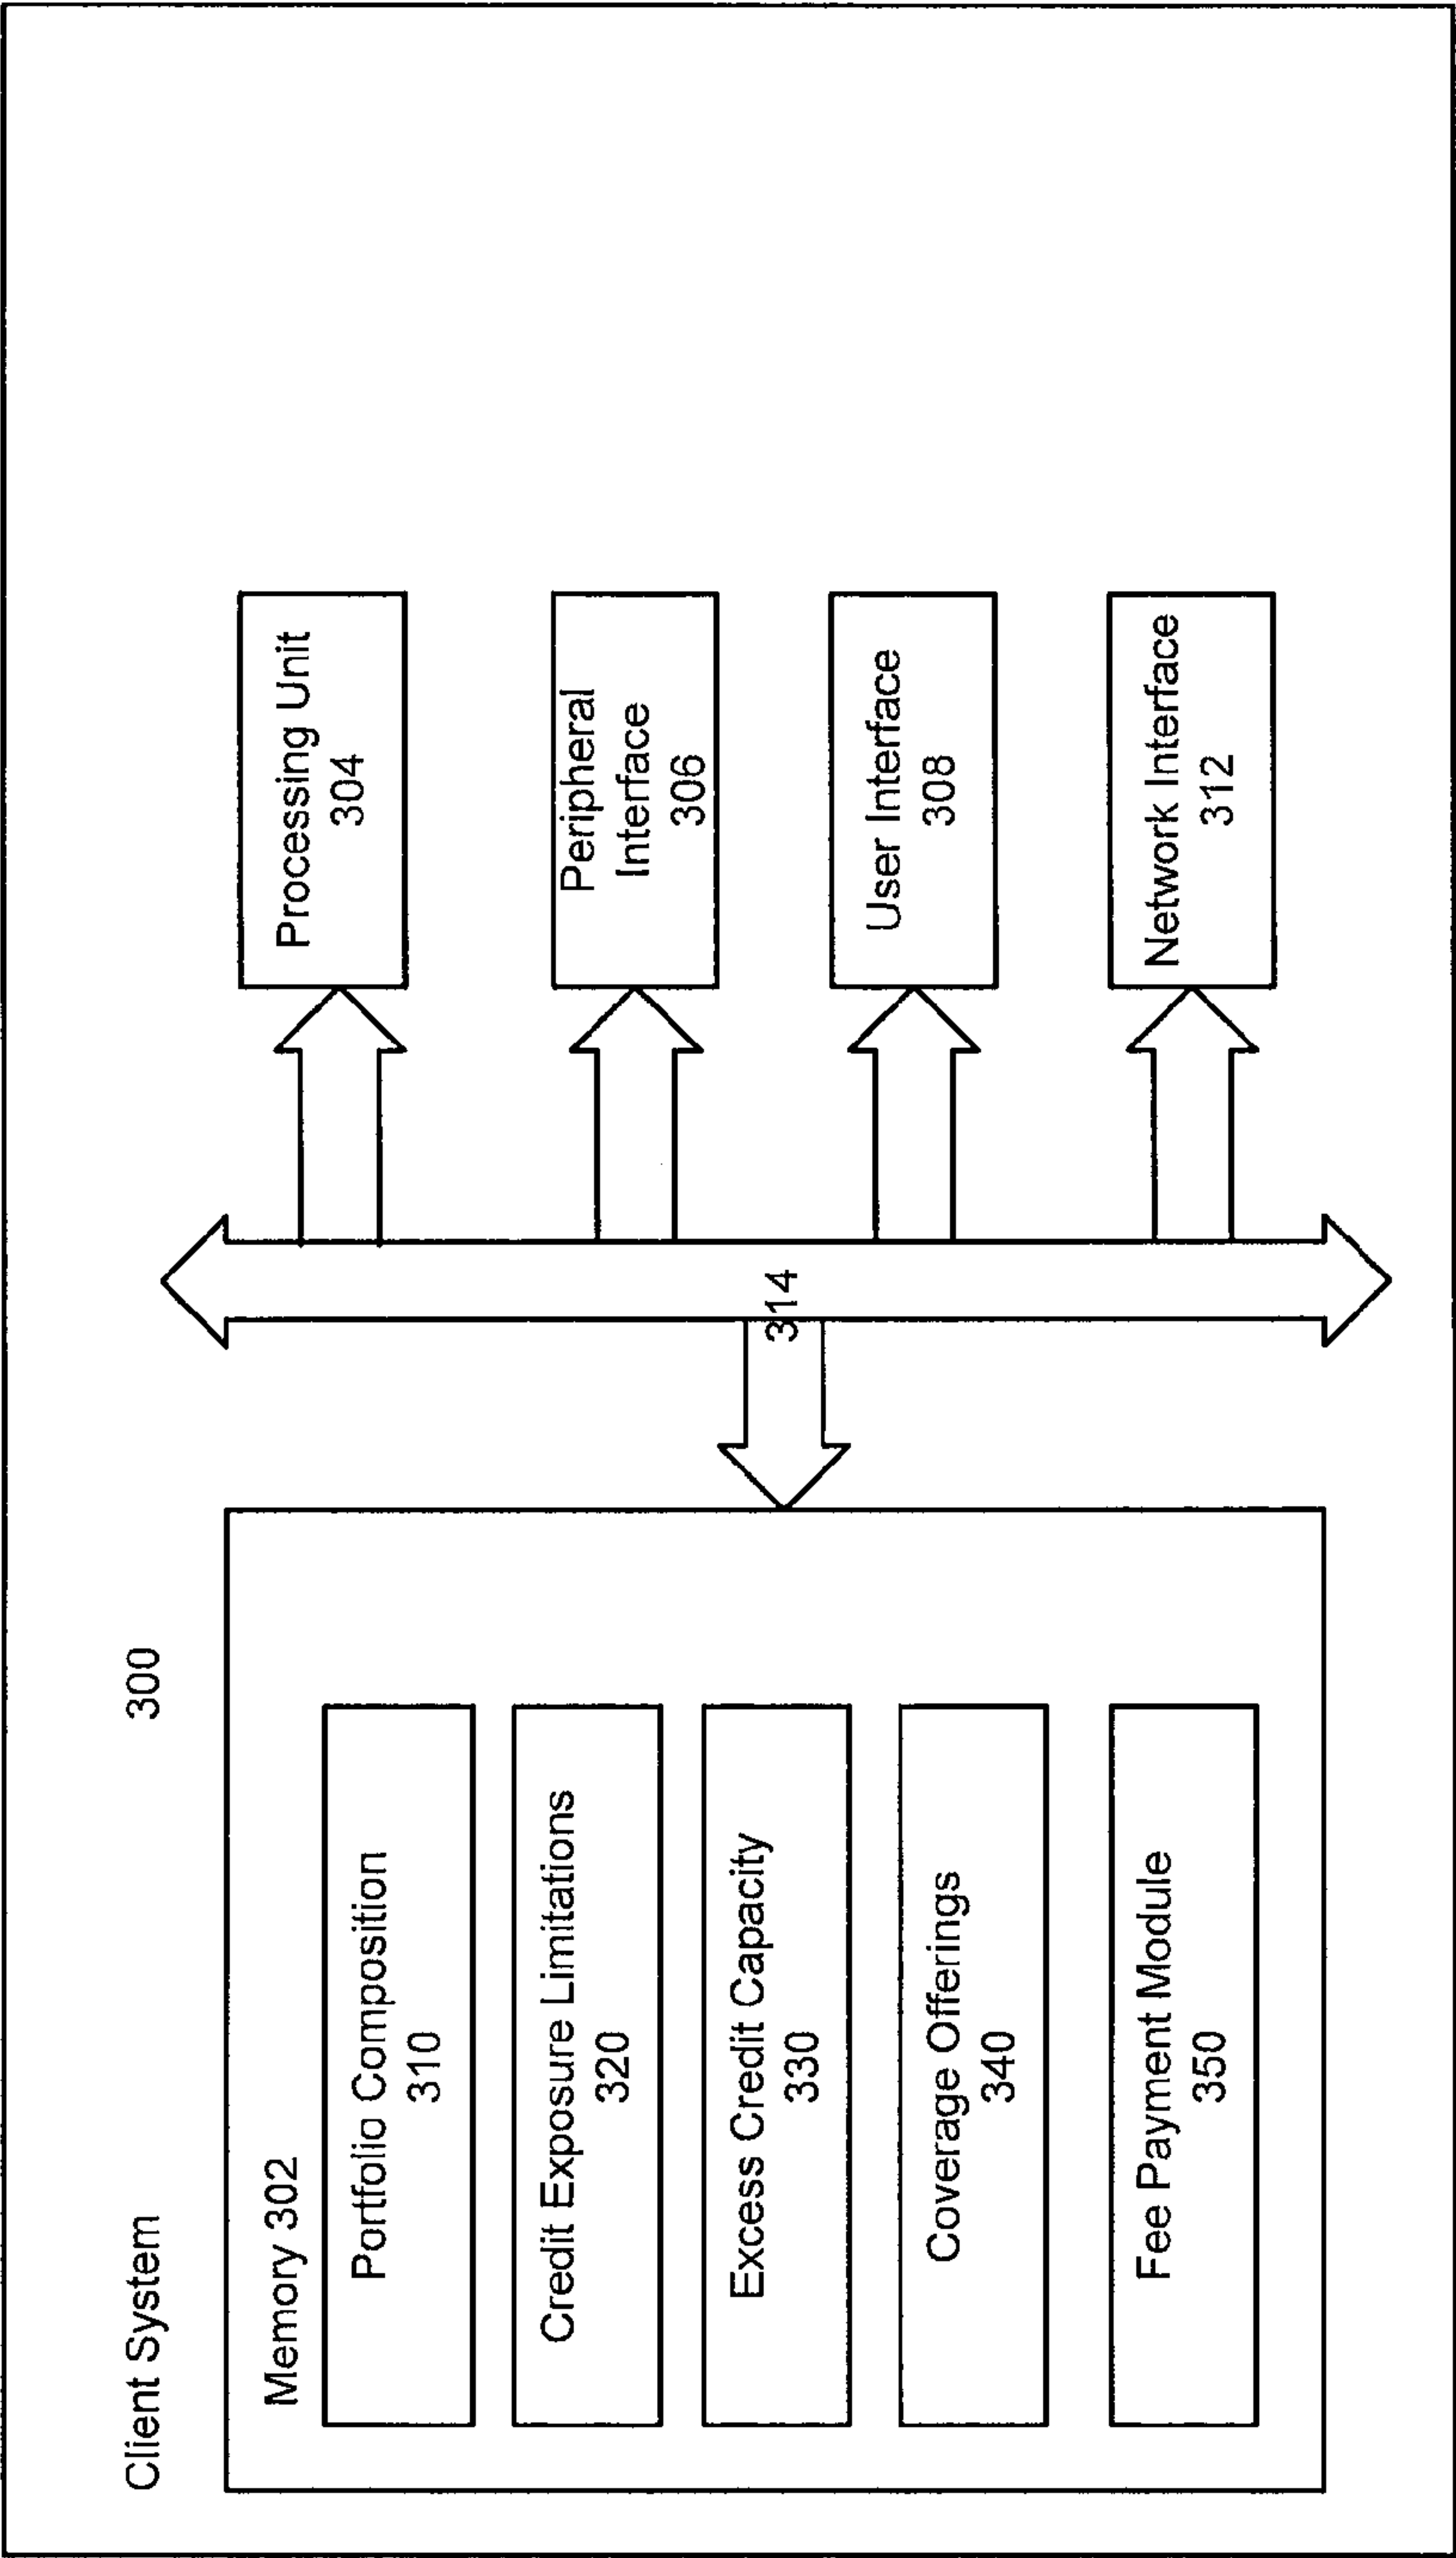 Client System 300
Memory 302
Portfolio Composition
310
Credit Exposure Limitations
320
Excess Credit Capacity
330
Coverage Offerings
340
Fee Payment Module
350
314
Processing Unit
304
Peripheral
Interface
306
User Interface
308
Network Interface
312